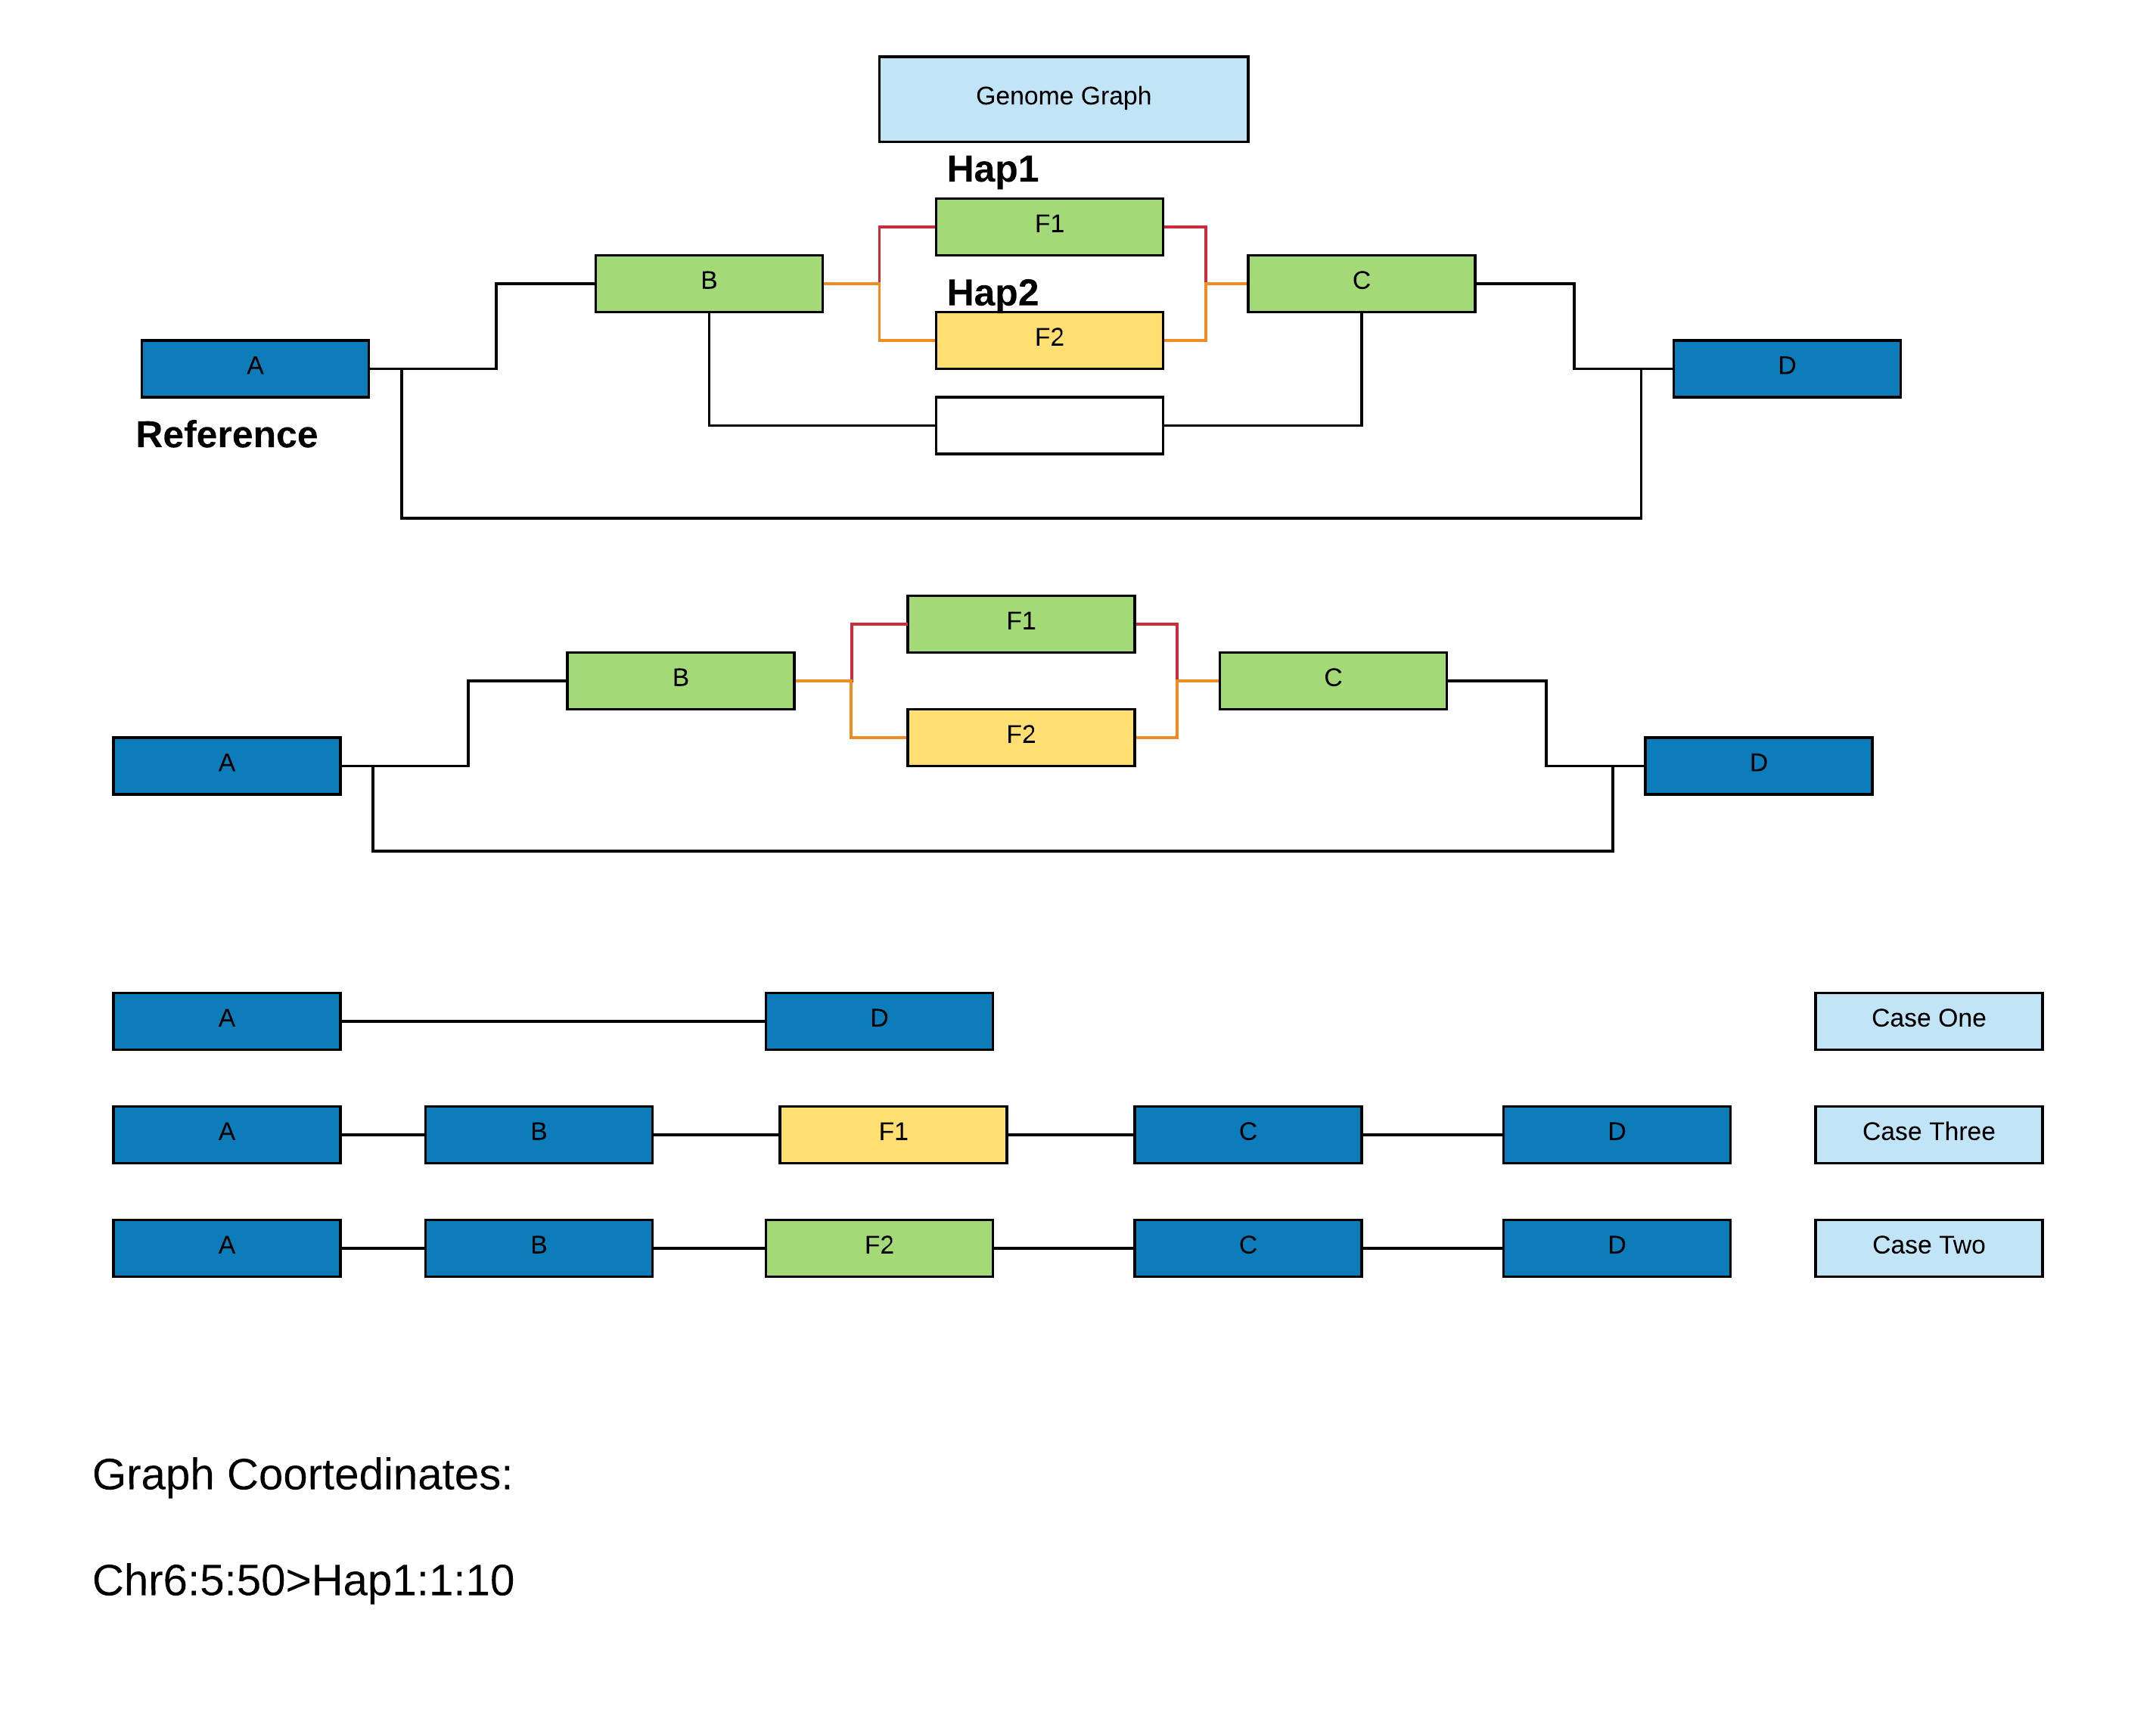 Genome Graph
Hap1
F1
B
C
Hap2
F2
A
D
Reference
F1
B
C
F2
A
D
A D Case One
A B F1 C D Case Three
A B F2 C D Case Two
Graph Coortedinates:
Chr6:5:50>Hap1:1:10